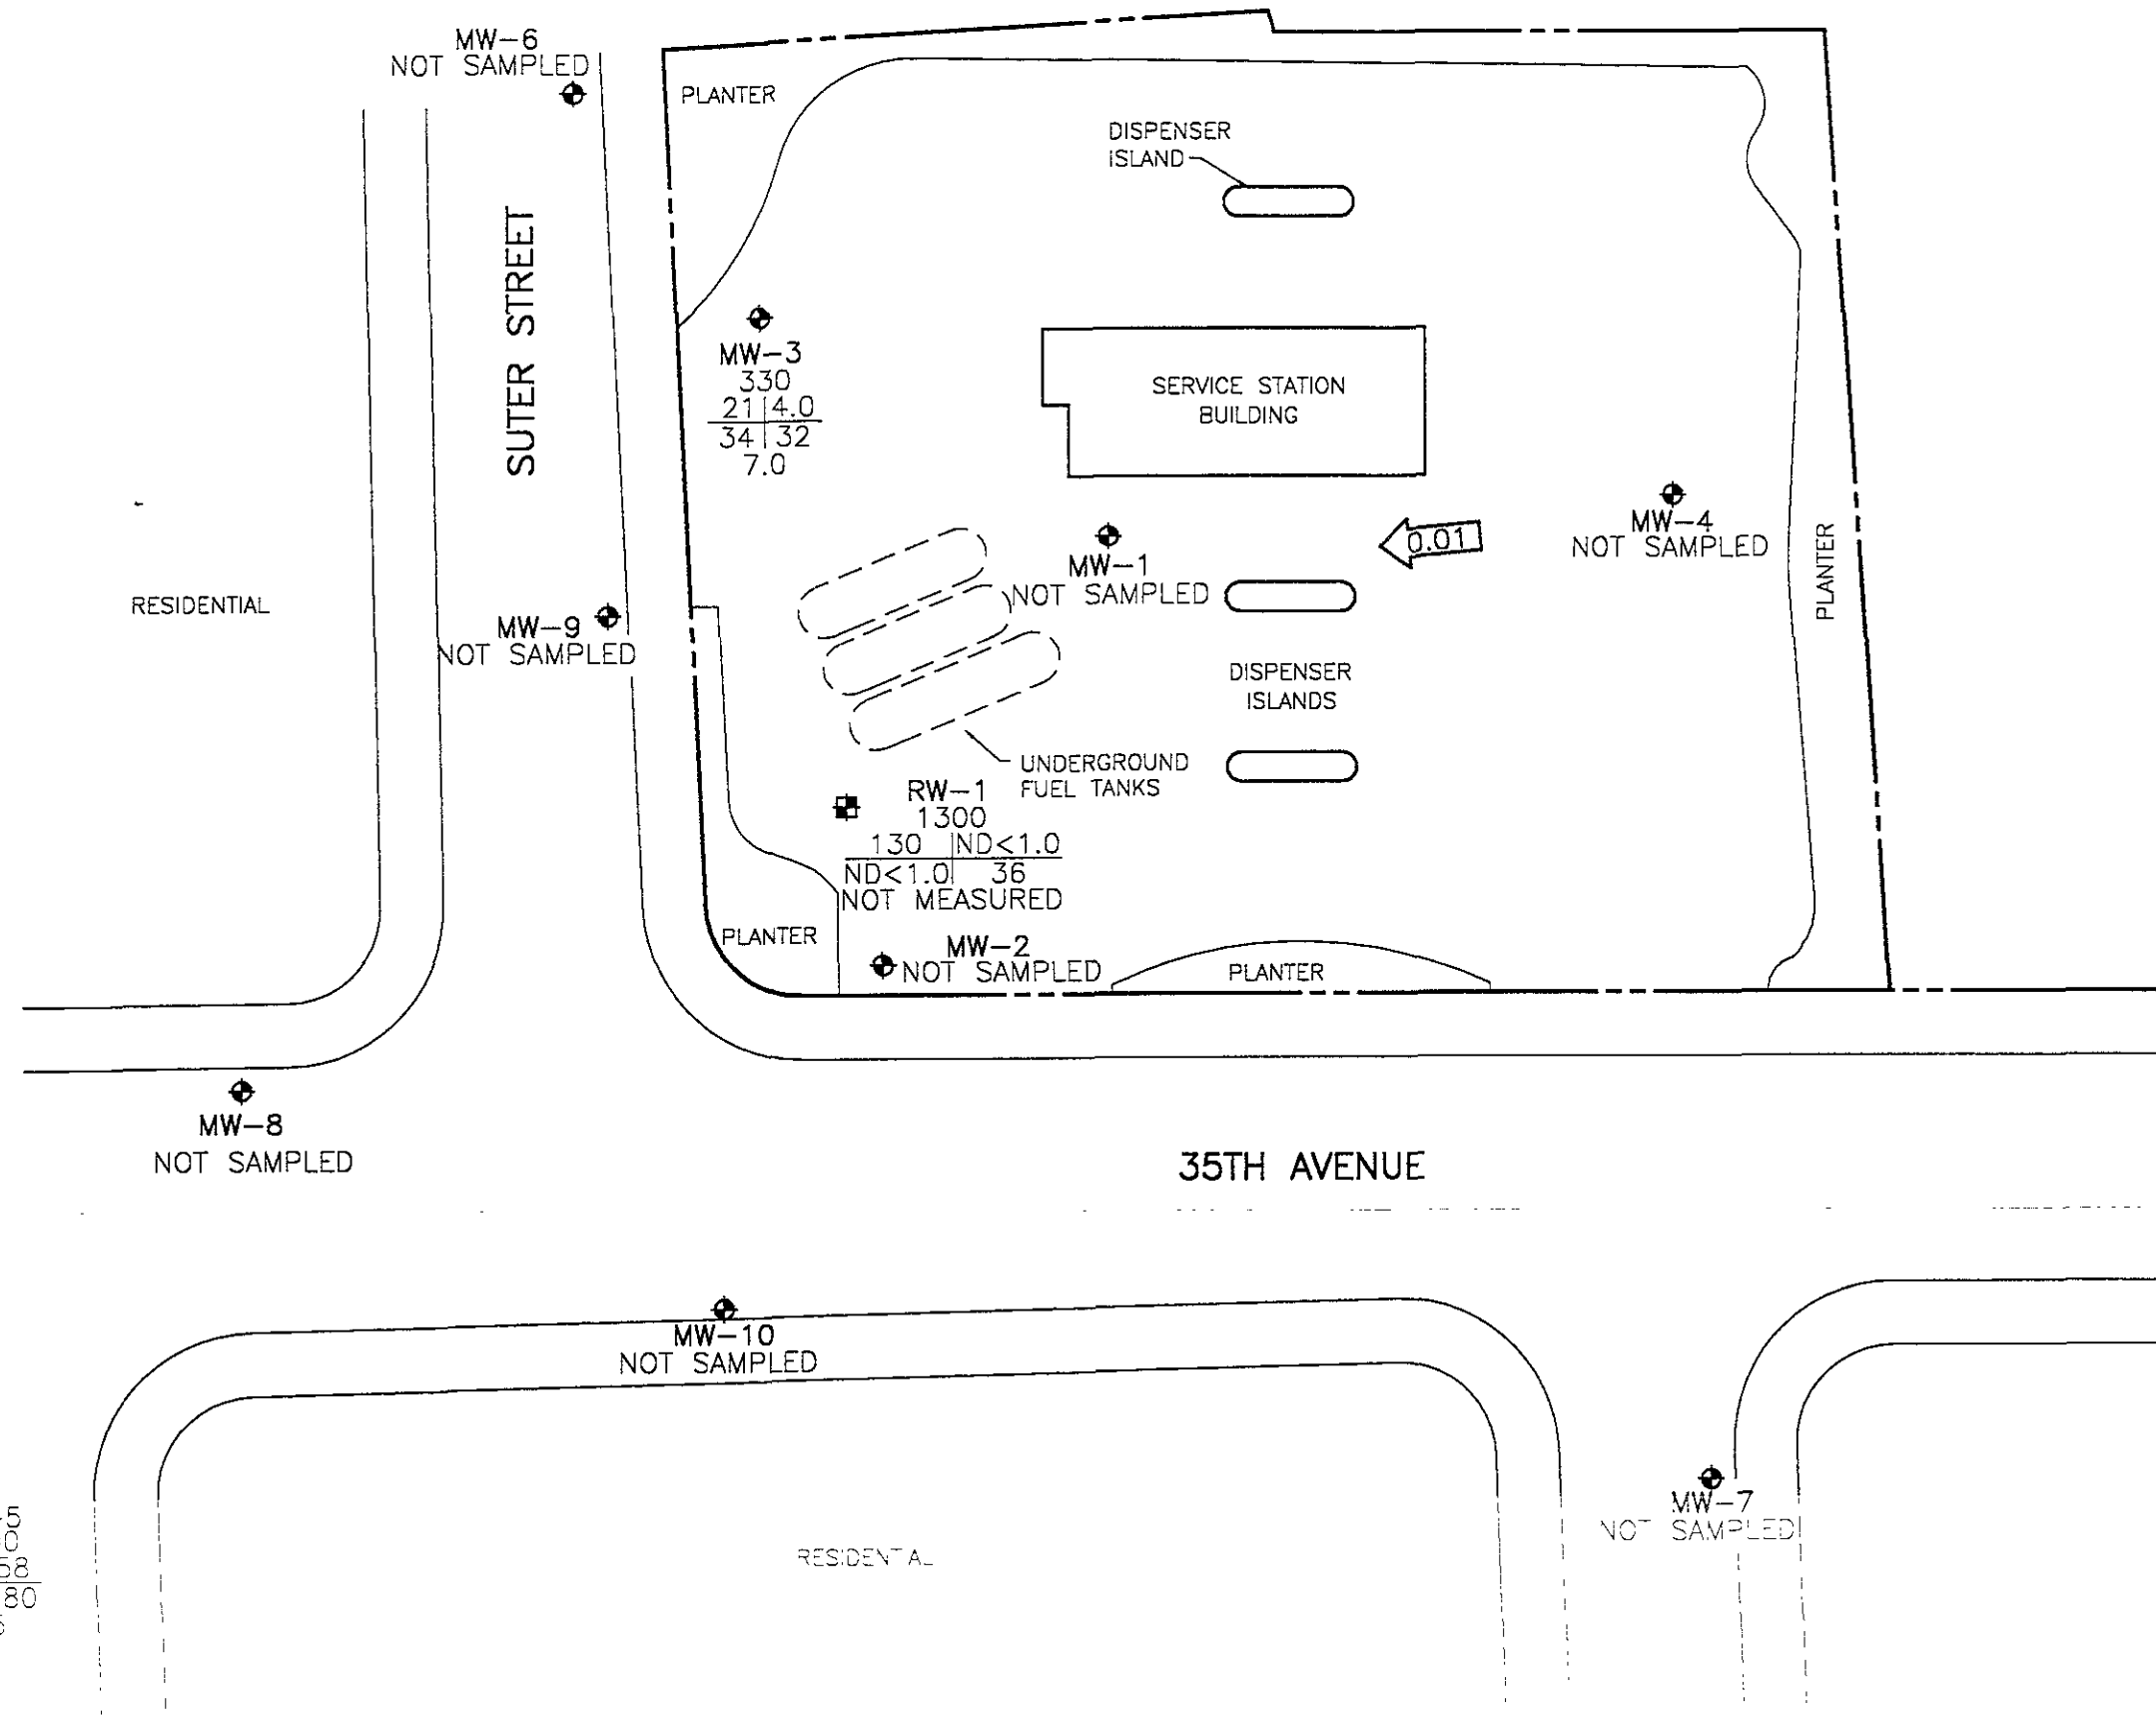 MW-6
NOT SAMPLED
PLANTER
DISPENSER
ISLAND
SUTER STREET
MW-3
330
21 4.0
34 32
7.0
SERVICE STATION
BUILDING
0.01
MW-4
NOT SAMPLED
MW-1
NOT SAMPLED
PLANTER
RESIDENTIAL
MW-9
NOT SAMPLED
DISPENSER
ISLANDS
UNDERGROUND
FUEL TANKS
RW-1
1300
130 ND<1.0
ND<1.0 36
NOT MEASURED
PLANTER
MW-2
NOT SAMPLED
PLANTER
MW-8
NOT SAMPLED
35TH AVENUE
MW-10
NOT SAMPLED
MW-7
NOT SAMPLED
58
80